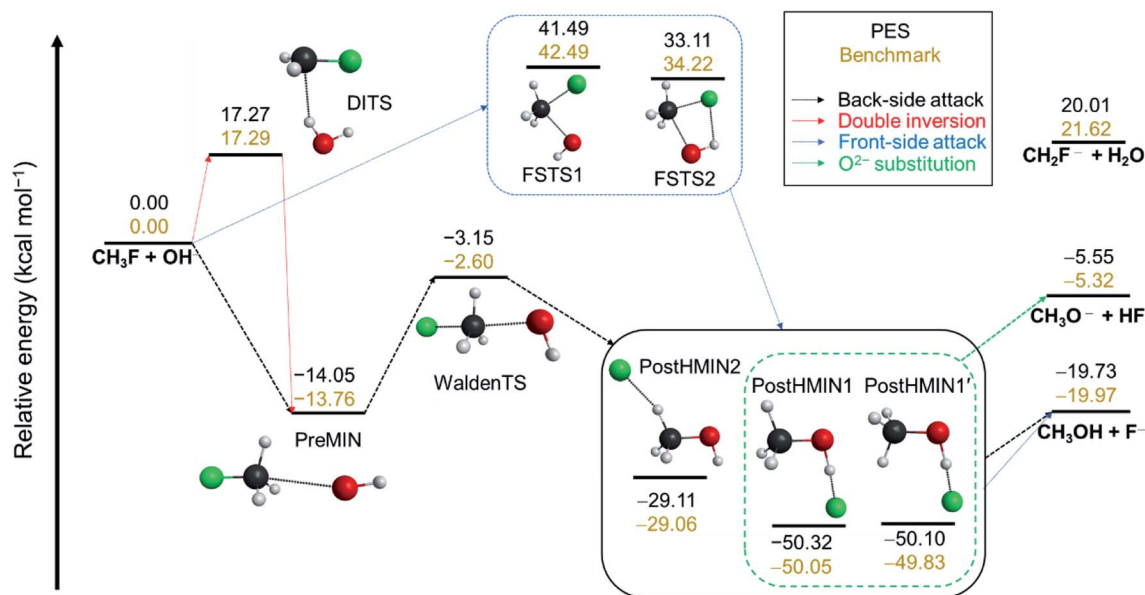 Relative energy (kcal mol⁻¹)
0.00
0.00
CH₃F + OH⁻
17.27
17.29
DITS
−14.05
−13.76
PreMIN
−3.15
−2.60
WaldenTS
41.49
42.49
FSTS1
33.11
34.22
FSTS2
PES
Benchmark
Back-side attack
Double inversion
Front-side attack
O²⁻ substitution
PostHMIN2
−29.11
−29.06
PostHMIN1
−50.32
−50.05
PostHMIN1′
−50.10
−49.83
20.01
21.62
CH₂F⁻ + H₂O
−5.55
−5.32
CH₃O⁻ + HF
−19.73
−19.97
CH₃OH + F⁻